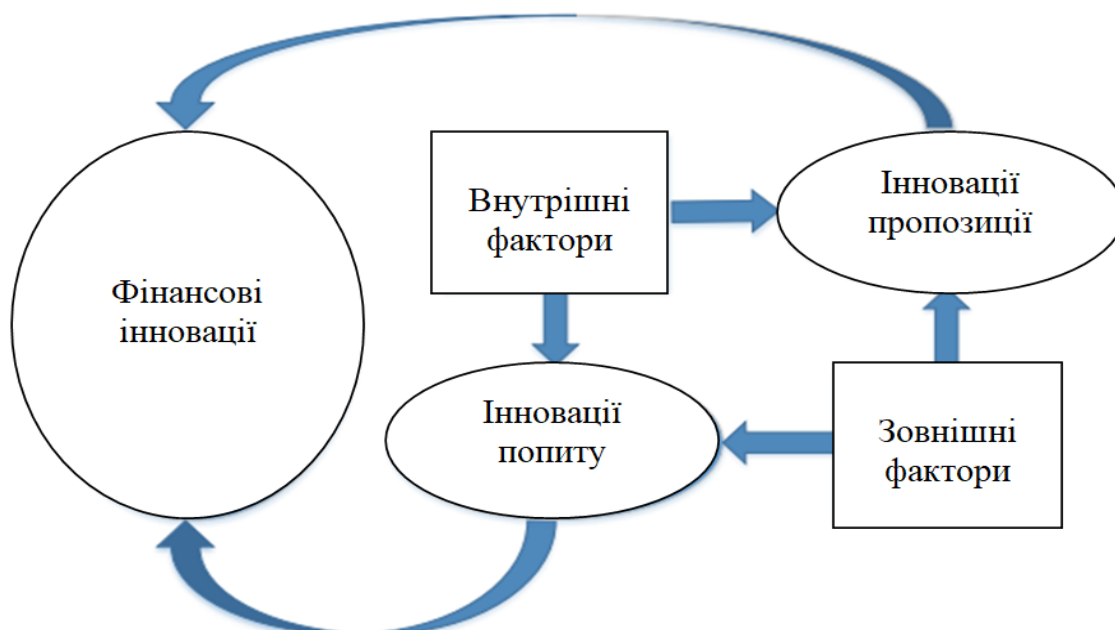 Внутрішні
фактори
Інновації
пропозиції
Фінансові
інновації
Інновації
попиту
Зовнішні
фактори